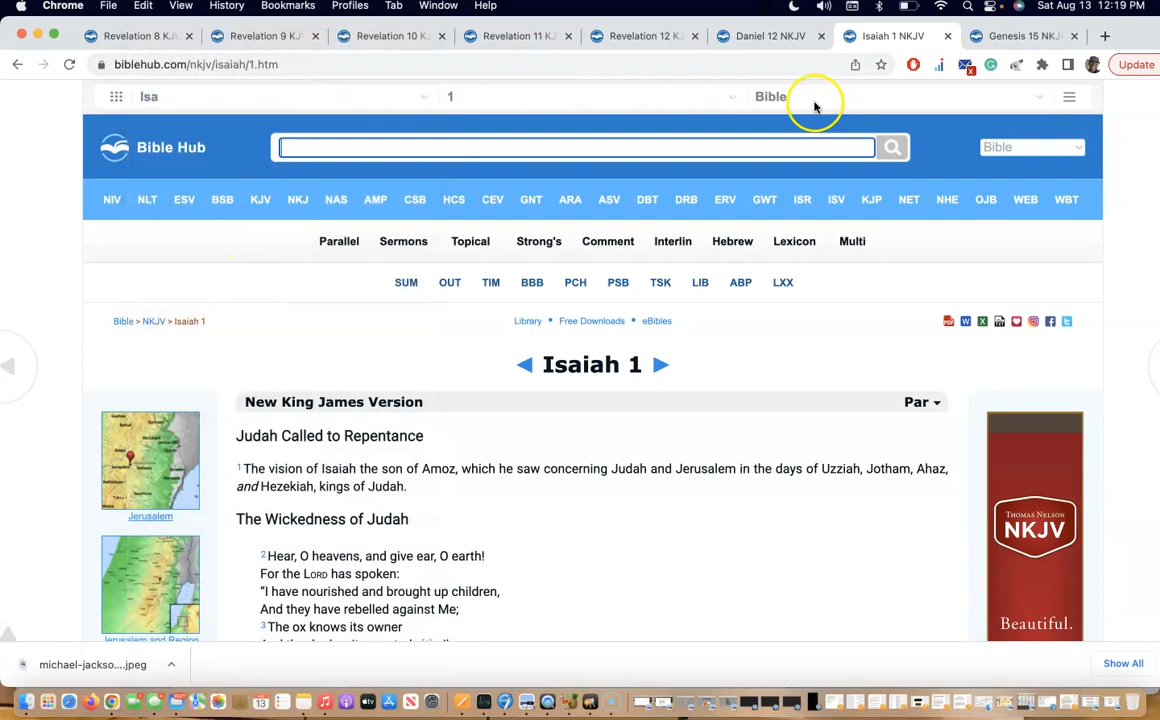 Chrome File Edit View History Bookmarks Profiles Tab Window Help Sat Aug 13 12:19 PM
Revelation 8 KJV Revelation 9 KJV Revelation 10 KJ Revelation 11 KJ Revelation 12 KJ Daniel 12 NKJV Isaiah 1 NKJV Genesis 15 NKJV
biblehub.com/nkjv/isaiah/1.htm Update
Isa 1 Bible
Bible Hub Bible
NIV NLT ESV BSB KJV NKJ NAS AMP CSB HCS CEV GNT ARA ASV DBT DRB ERV GWT ISR ISV KJP NET NHE OJB WEB WBT
Parallel Sermons Topical Strong's Comment Interlin Hebrew Lexicon Multi
SUM OUT TIM BBB PCH PSB TSK LIB ABP LXX
Bible > NKJV > Isaiah 1 Library • Free Downloads • eBibles
◄ Isaiah 1 ►
New King James Version Par
Judah Called to Repentance
1 The vision of Isaiah the son of Amoz, which he saw concerning Judah and Jerusalem in the days of Uzziah, Jotham, Ahaz,
and Hezekiah, kings of Judah.
The Wickedness of Judah
2 Hear, O heavens, and give ear, O earth!
For the LORD has spoken:
“I have nourished and brought up children,
And they have rebelled against Me;
3 The ox knows its owner
Jerusalem
Jerusalem and Region
THOMAS NELSON
NKJV
Beautiful.
michael-jackso....jpeg Show All